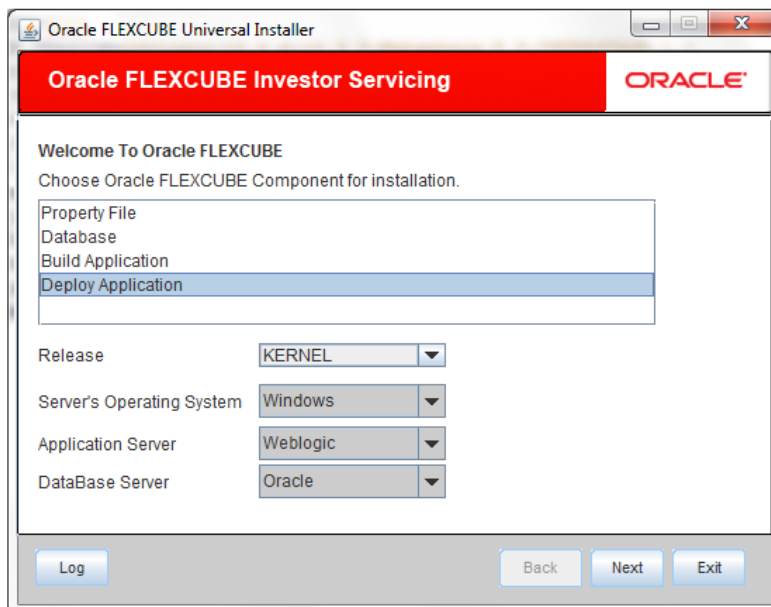 Oracle FLEXCUBE Universal Installer
Oracle FLEXCUBE Investor Servicing
ORACLE®
Welcome To Oracle FLEXCUBE
Choose Oracle FLEXCUBE Component for installation.
Property File
Database
Build Application
Deploy Application
Release KERNEL
Server's Operating System Windows
Application Server Weblogic
DataBase Server Oracle
Log Back Next Exit